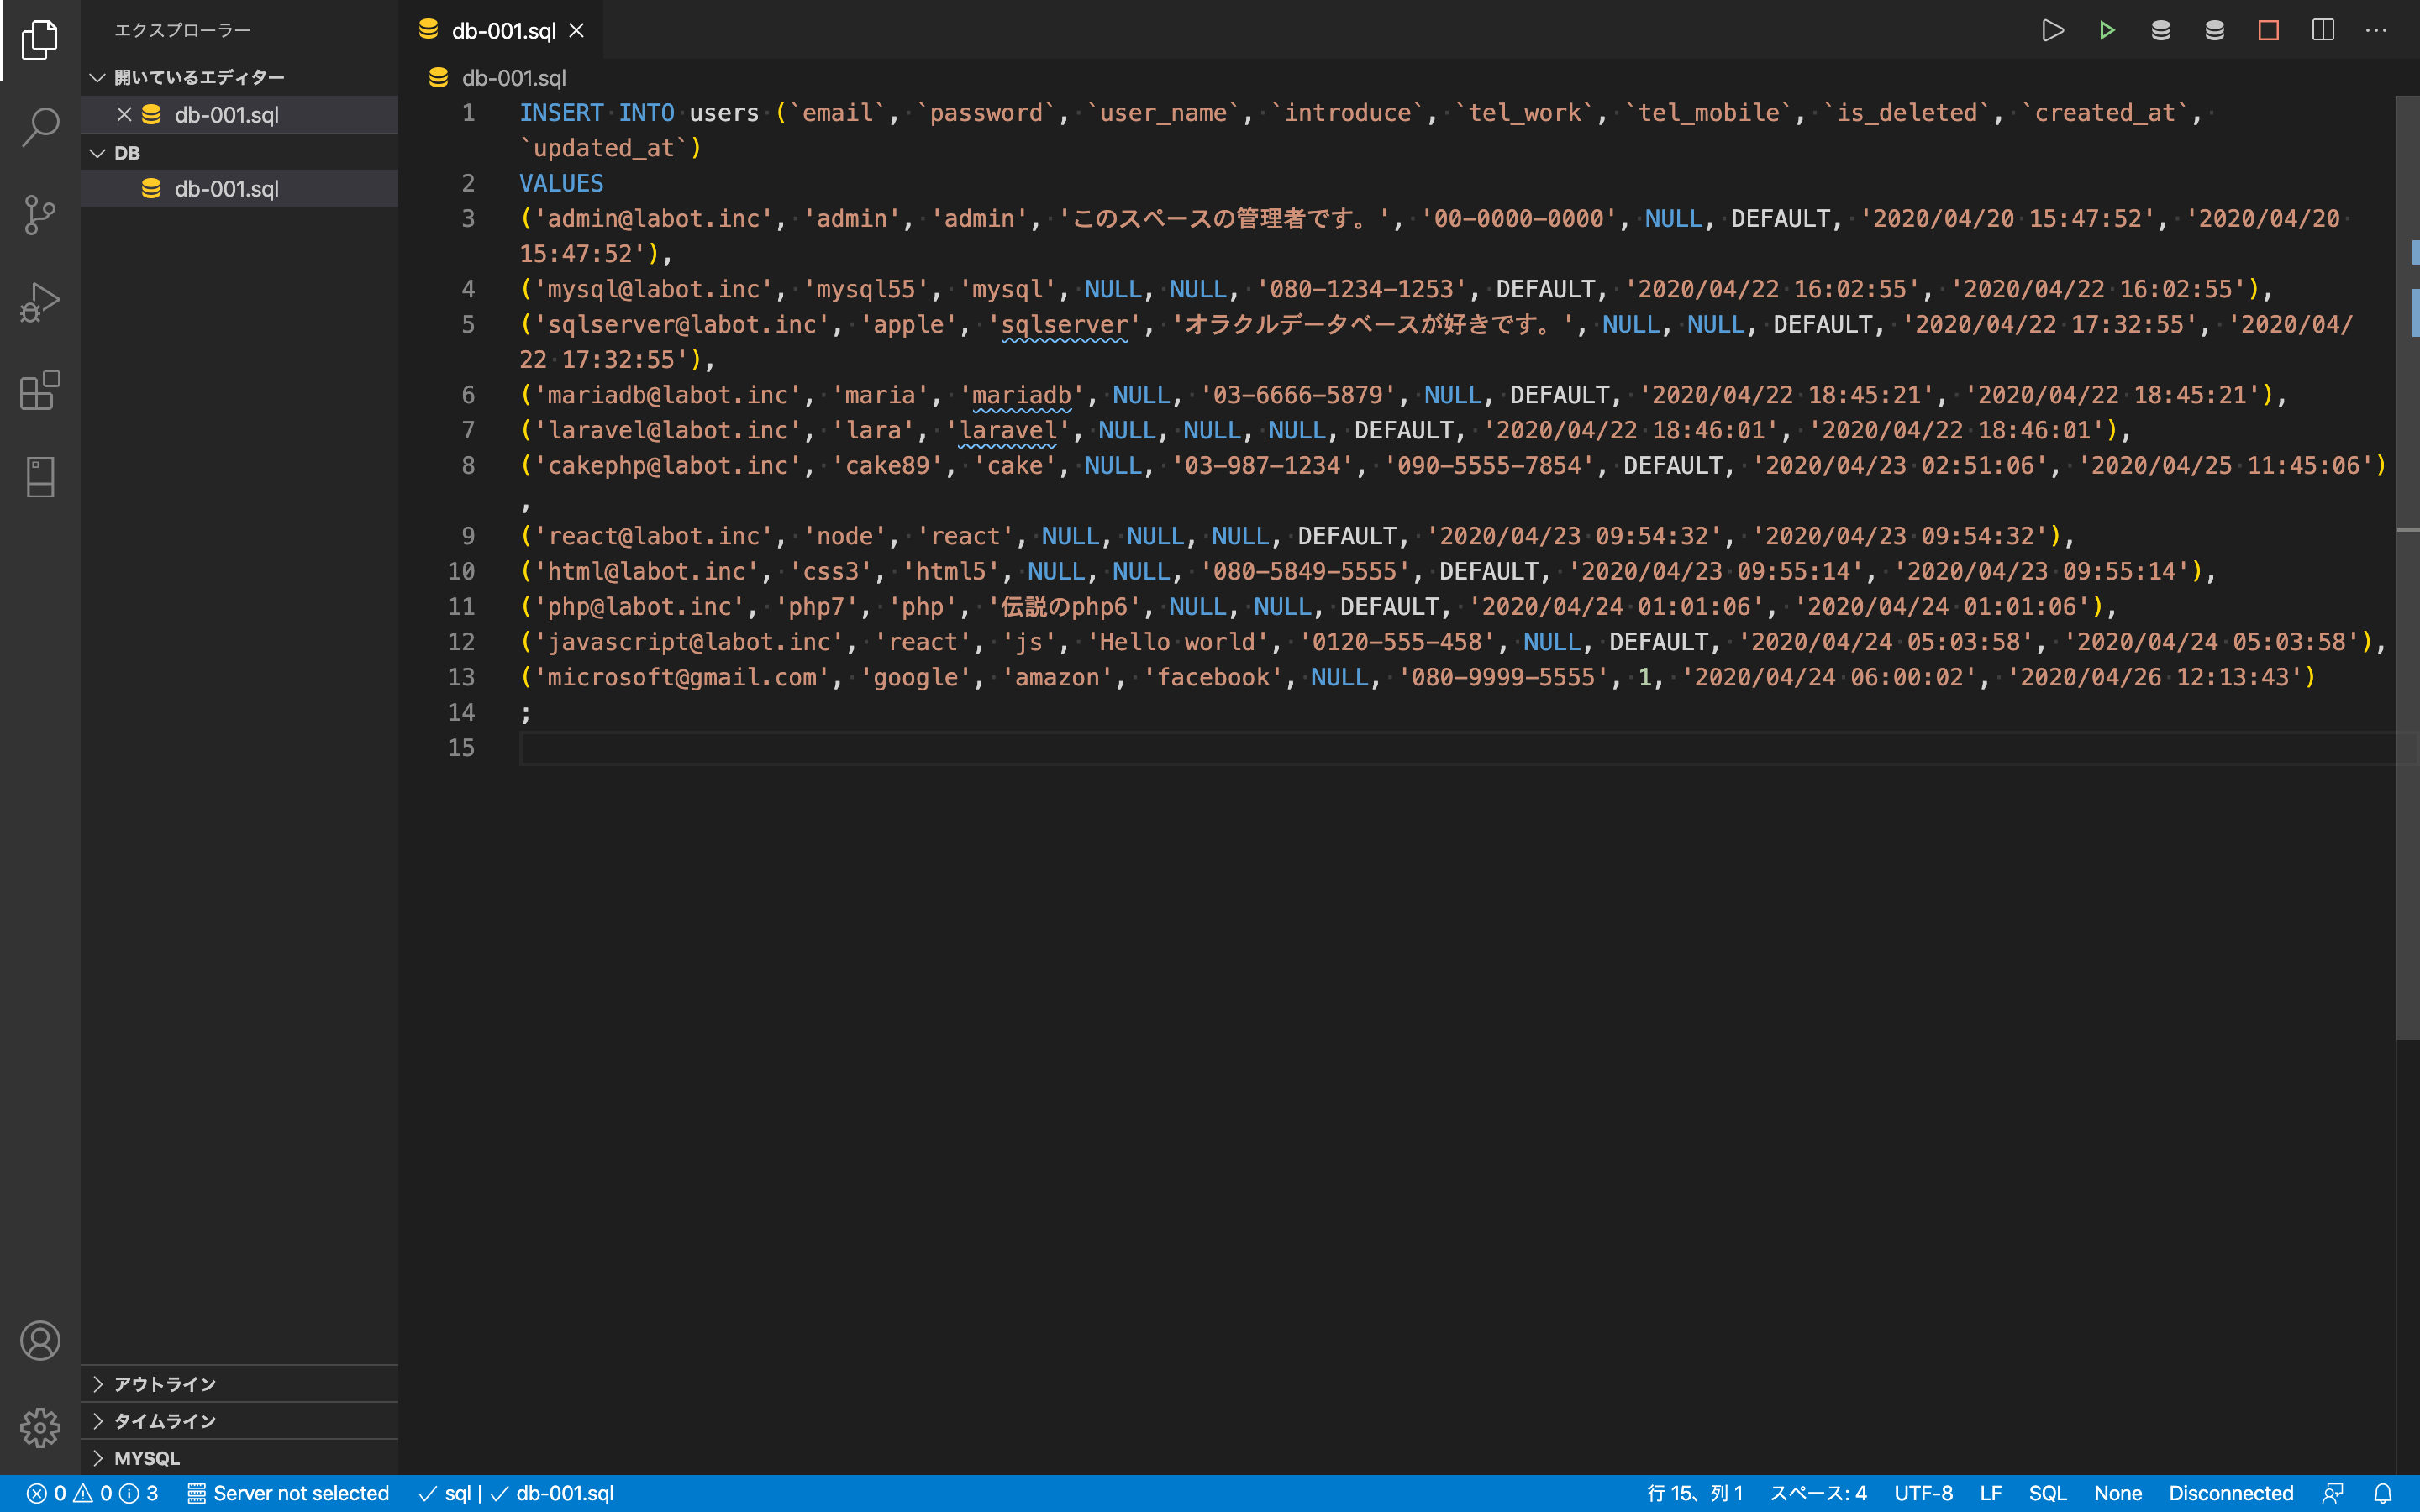 エクスプローラー
開いているエディター
db-001.sql
DB
db-001.sql
アウトライン
タイムライン
MYSQL
db-001.sql
db-001.sql
1 INSERT INTO users (`email`, `password`, `user_name`, `introduce`, `tel_work`, `tel_mobile`, `is_deleted`, `created_at`,
`updated_at`)
2 VALUES
3 ('admin@labot.inc', 'admin', 'admin', 'このスペースの管理者です。', '00-0000-0000', NULL, DEFAULT, '2020/04/20 15:47:52', '2020/04/20
15:47:52'),
4 ('mysql@labot.inc', 'mysql55', 'mysql', NULL, NULL, '080-1234-1253', DEFAULT, '2020/04/22 16:02:55', '2020/04/22 16:02:55'),
5 ('sqlserver@labot.inc', 'apple', 'sqlserver', 'オラクルデータベースが好きです。', NULL, NULL, DEFAULT, '2020/04/22 17:32:55', '2020/04/
22 17:32:55'),
6 ('mariadb@labot.inc', 'maria', 'mariadb', NULL, '03-6666-5879', NULL, DEFAULT, '2020/04/22 18:45:21', '2020/04/22 18:45:21'),
7 ('laravel@labot.inc', 'lara', 'laravel', NULL, NULL, NULL, DEFAULT, '2020/04/22 18:46:01', '2020/04/22 18:46:01'),
8 ('cakephp@labot.inc', 'cake89', 'cake', NULL, '03-987-1234', '090-5555-7854', DEFAULT, '2020/04/23 02:51:06', '2020/04/25 11:45:06')
,
9 ('react@labot.inc', 'node', 'react', NULL, NULL, NULL, DEFAULT, '2020/04/23 09:54:32', '2020/04/23 09:54:32'),
10 ('html@labot.inc', 'css3', 'html5', NULL, NULL, '080-5849-5555', DEFAULT, '2020/04/23 09:55:14', '2020/04/23 09:55:14'),
11 ('php@labot.inc', 'php7', 'php', '伝説のphp6', NULL, NULL, DEFAULT, '2020/04/24 01:01:06', '2020/04/24 01:01:06'),
12 ('javascript@labot.inc', 'react', 'js', 'Hello world', '0120-555-458', NULL, DEFAULT, '2020/04/24 05:03:58', '2020/04/24 05:03:58'),
13 ('microsoft@gmail.com', 'google', 'amazon', 'facebook', NULL, '080-9999-5555', 1, '2020/04/24 06:00:02', '2020/04/26 12:13:43')
14 ;
15
0 0 3 Server not selected sql | db-001.sql 行 15、列 1 スペース: 4 UTF-8 LF SQL None Disconnected